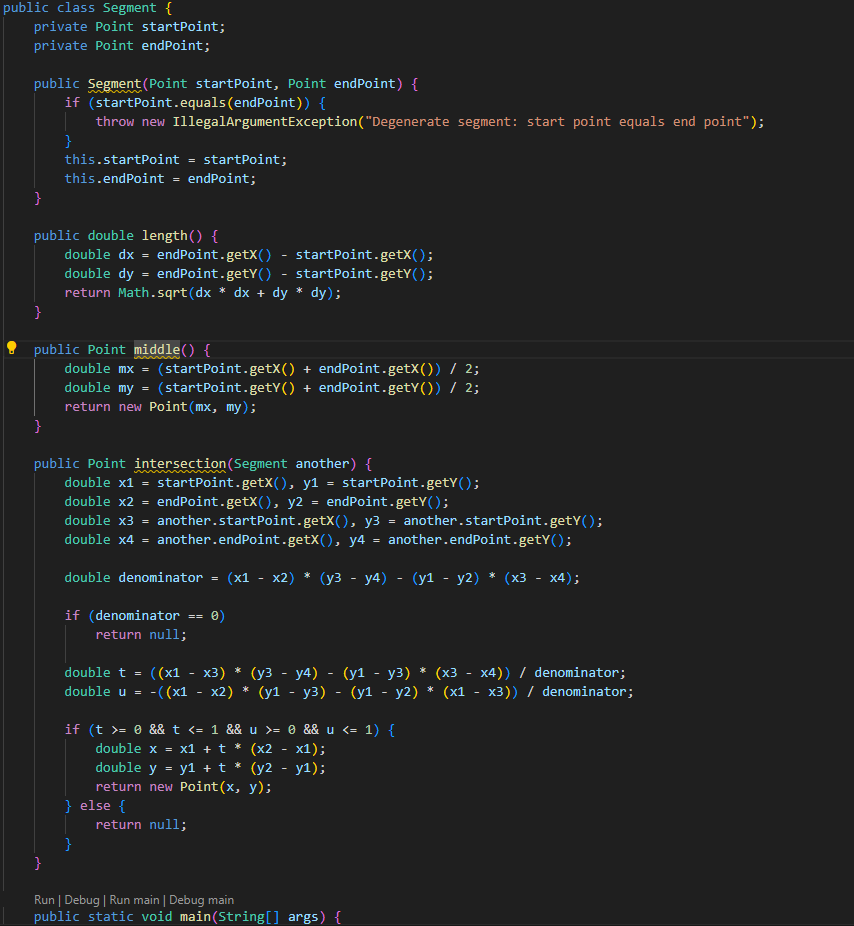 public class Segment {
    private Point startPoint;
    private Point endPoint;

    public Segment(Point startPoint, Point endPoint) {
        if (startPoint.equals(endPoint)) {
            throw new IllegalArgumentException("Degenerate segment: start point equals end point");
        }
        this.startPoint = startPoint;
        this.endPoint = endPoint;
    }

    public double length() {
        double dx = endPoint.getX() - startPoint.getX();
        double dy = endPoint.getY() - startPoint.getY();
        return Math.sqrt(dx * dx + dy * dy);
    }

    public Point middle() {
        double mx = (startPoint.getX() + endPoint.getX()) / 2;
        double my = (startPoint.getY() + endPoint.getY()) / 2;
        return new Point(mx, my);
    }

    public Point intersection(Segment another) {
        double x1 = startPoint.getX(), y1 = startPoint.getY();
        double x2 = endPoint.getX(), y2 = endPoint.getY();
        double x3 = another.startPoint.getX(), y3 = another.startPoint.getY();
        double x4 = another.endPoint.getX(), y4 = another.endPoint.getY();

        double denominator = (x1 - x2) * (y3 - y4) - (y1 - y2) * (x3 - x4);

        if (denominator == 0)
            return null;

        double t = ((x1 - x3) * (y3 - y4) - (y1 - y3) * (x3 - x4)) / denominator;
        double u = -((x1 - x2) * (y1 - y3) - (y1 - y2) * (x1 - x3)) / denominator;

        if (t >= 0 && t <= 1 && u >= 0 && u <= 1) {
            double x = x1 + t * (x2 - x1);
            double y = y1 + t * (y2 - y1);
            return new Point(x, y);
        } else {
            return null;
        }
    }

    Run | Debug | Run main | Debug main
    public static void main(String[] args) {